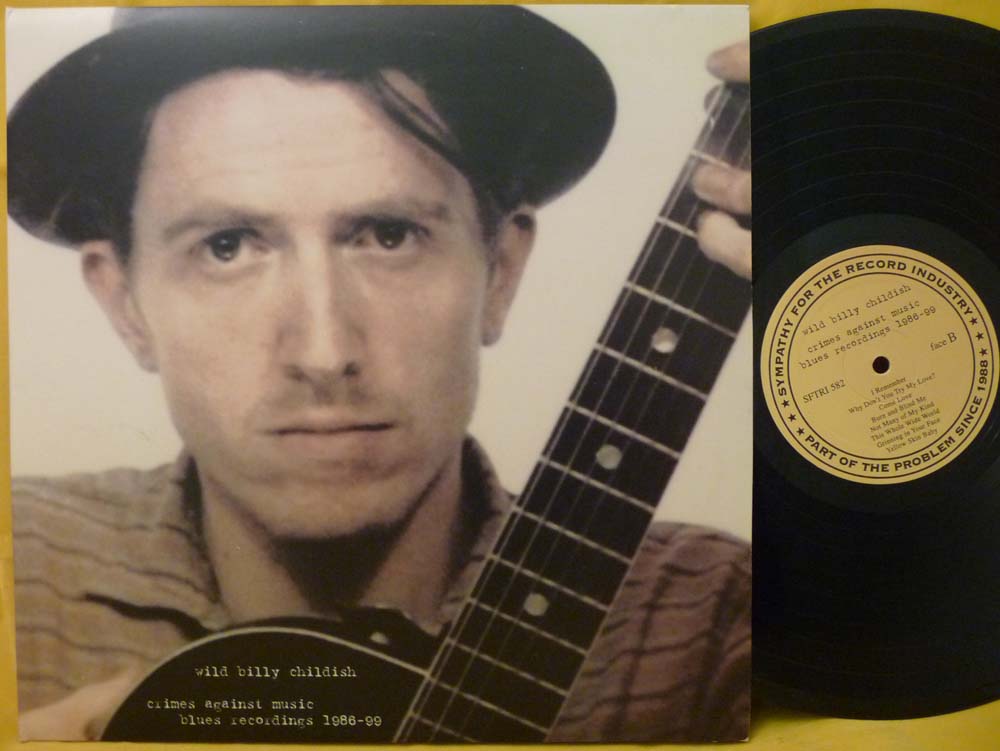 wild billy childish
crimes against music
blues recordings 1986-99
SYMPATHY FOR THE RECORD INDUSTRY
wild billy childish
crimes against music
blues recordings 1986-99
face B
SFTRI 582
I Remember
Why Don't You Try My Love?
Come Love
Burn and Blind Me
Not Many of My Kind
This Whole Wide World
Grinning in Your Face
Yellow Skin Baby
★ ★ ★ PART OF THE PROBLEM SINCE 1988 ★ ★ ★